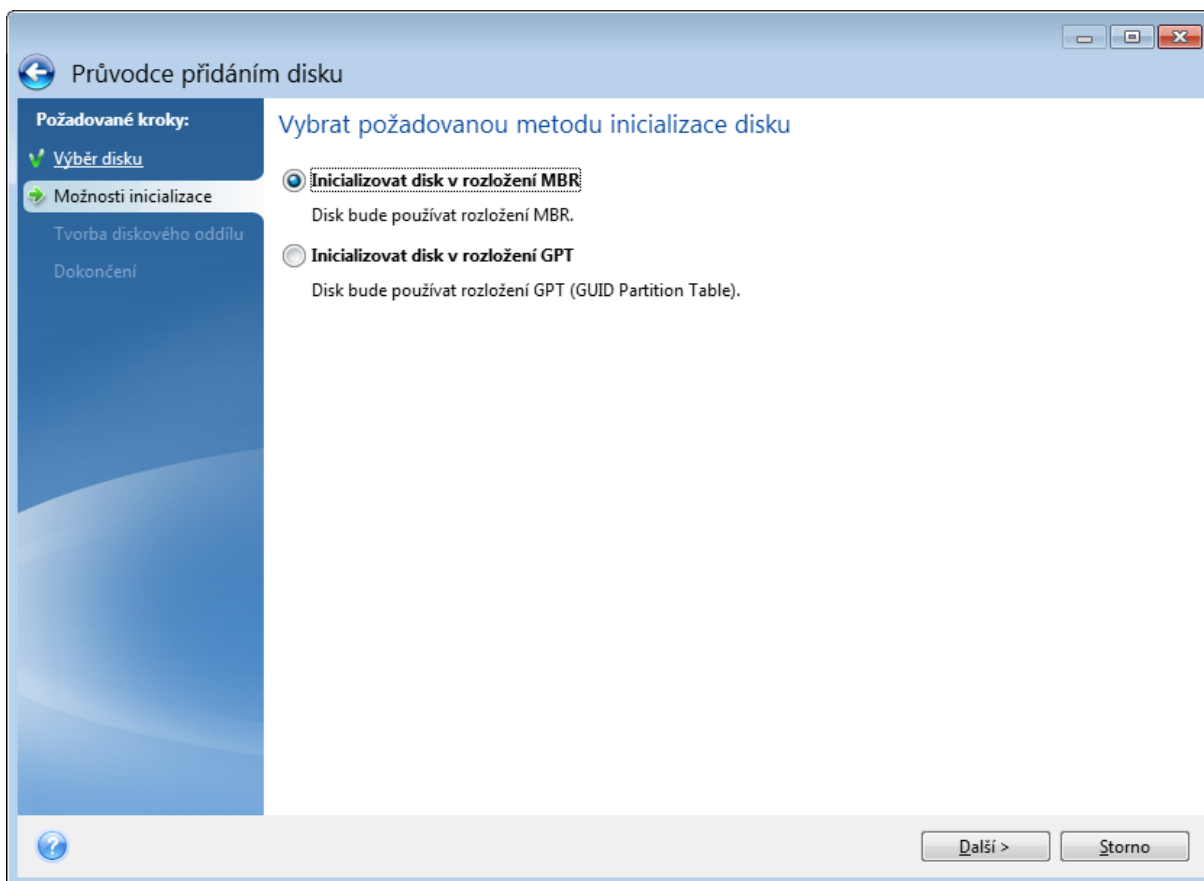 Průvodce přidáním disku
Požadované kroky:
Výběr disku
Možnosti inicializace
Tvorba diskového oddílu
Dokončení
Vybrat požadovanou metodu inicializace disku
Inicializovat disk v rozložení MBR
Disk bude používat rozložení MBR.
Inicializovat disk v rozložení GPT
Disk bude používat rozložení GPT (GUID Partition Table).
?
Další >
Storno